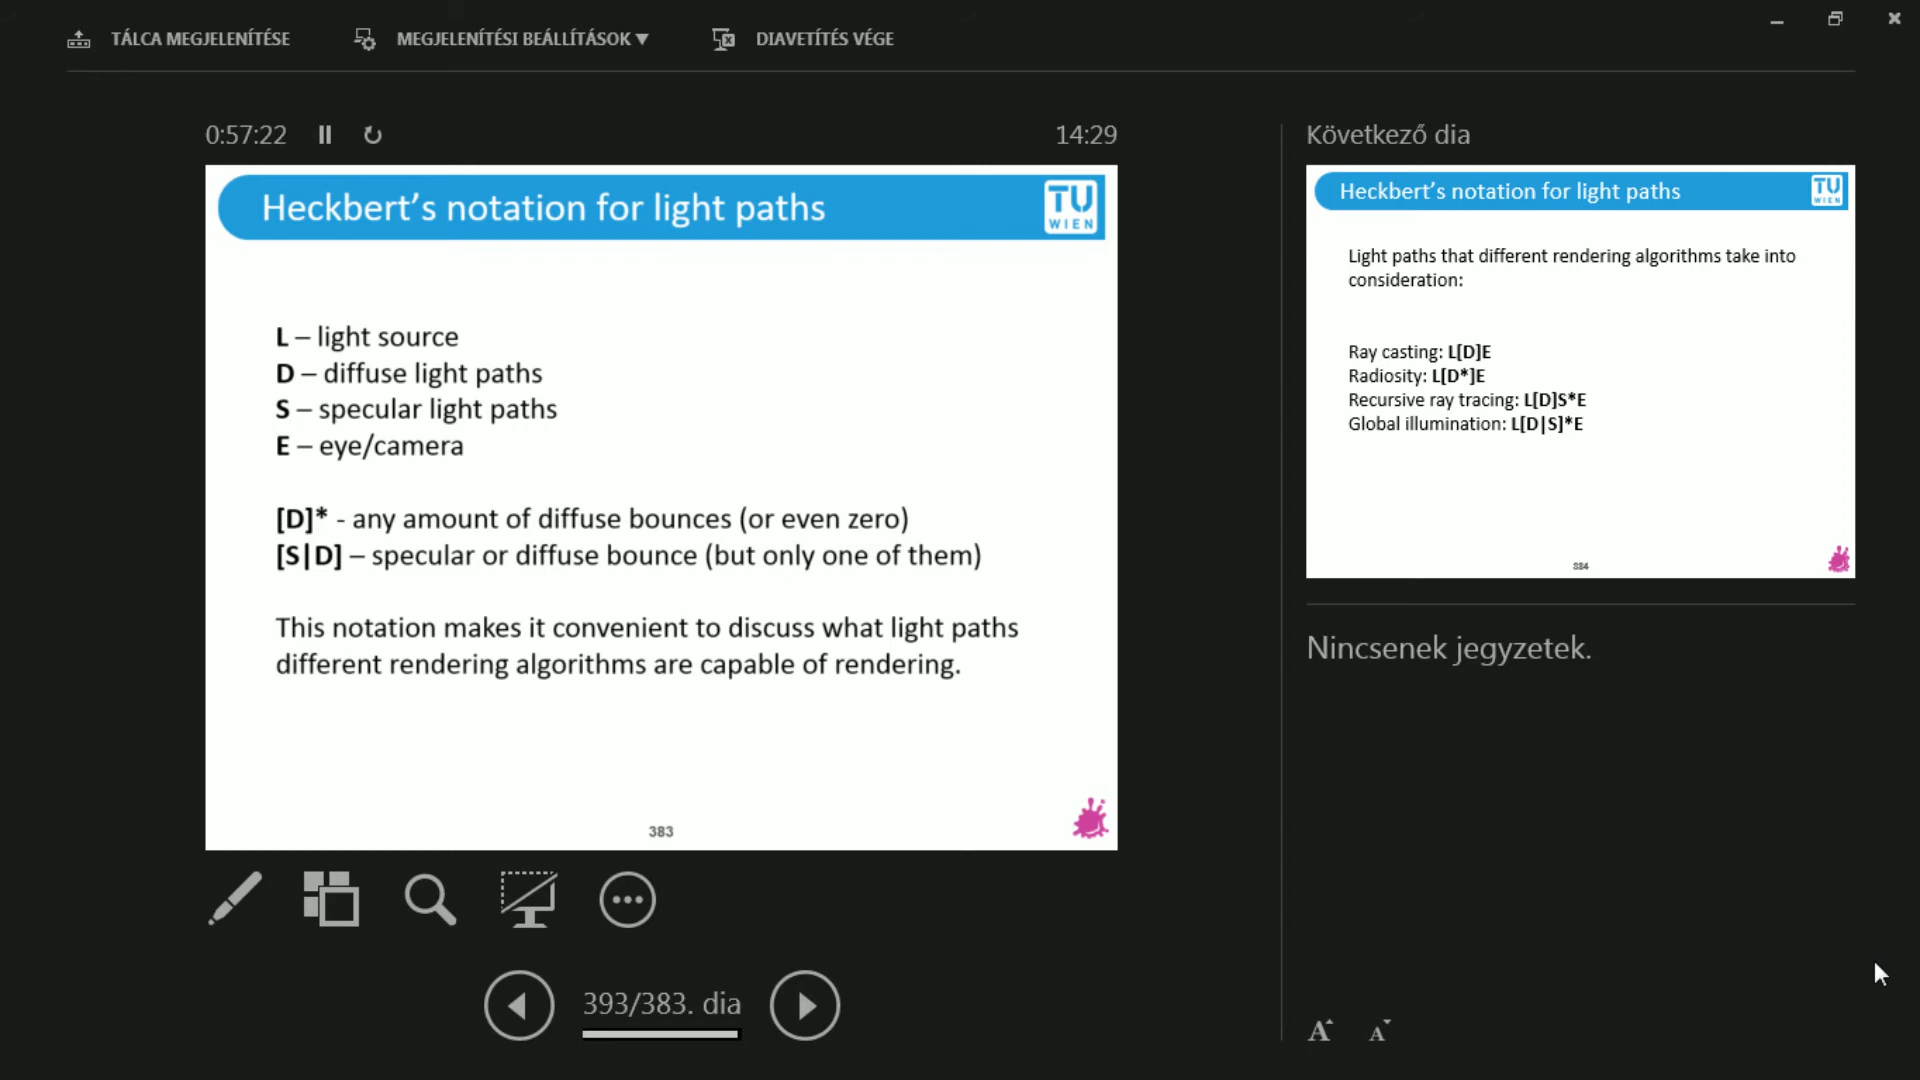 TÁLCA MEGJELENÍTÉSE
MEGJELENÍTÉSI BEÁLLÍTÁSOK
DIAVETÍTÉS VÉGE
0:57:22
14:29
Heckbert’s notation for light paths
TU
WIEN
L – light source
D – diffuse light paths
S – specular light paths
E – eye/camera
[D]* - any amount of diffuse bounces (or even zero)
[S|D] – specular or diffuse bounce (but only one of them)
This notation makes it convenient to discuss what light paths
different rendering algorithms are capable of rendering.
383
393/383. dia
Következő dia
Heckbert’s notation for light paths
TU
WIEN
Light paths that different rendering algorithms take into
consideration:
Ray casting: L[D]E
Radiosity: L[D*]E
Recursive ray tracing: L[D]S*E
Global illumination: L[D|S]*E
384
Nincsenek jegyzetek.
A A